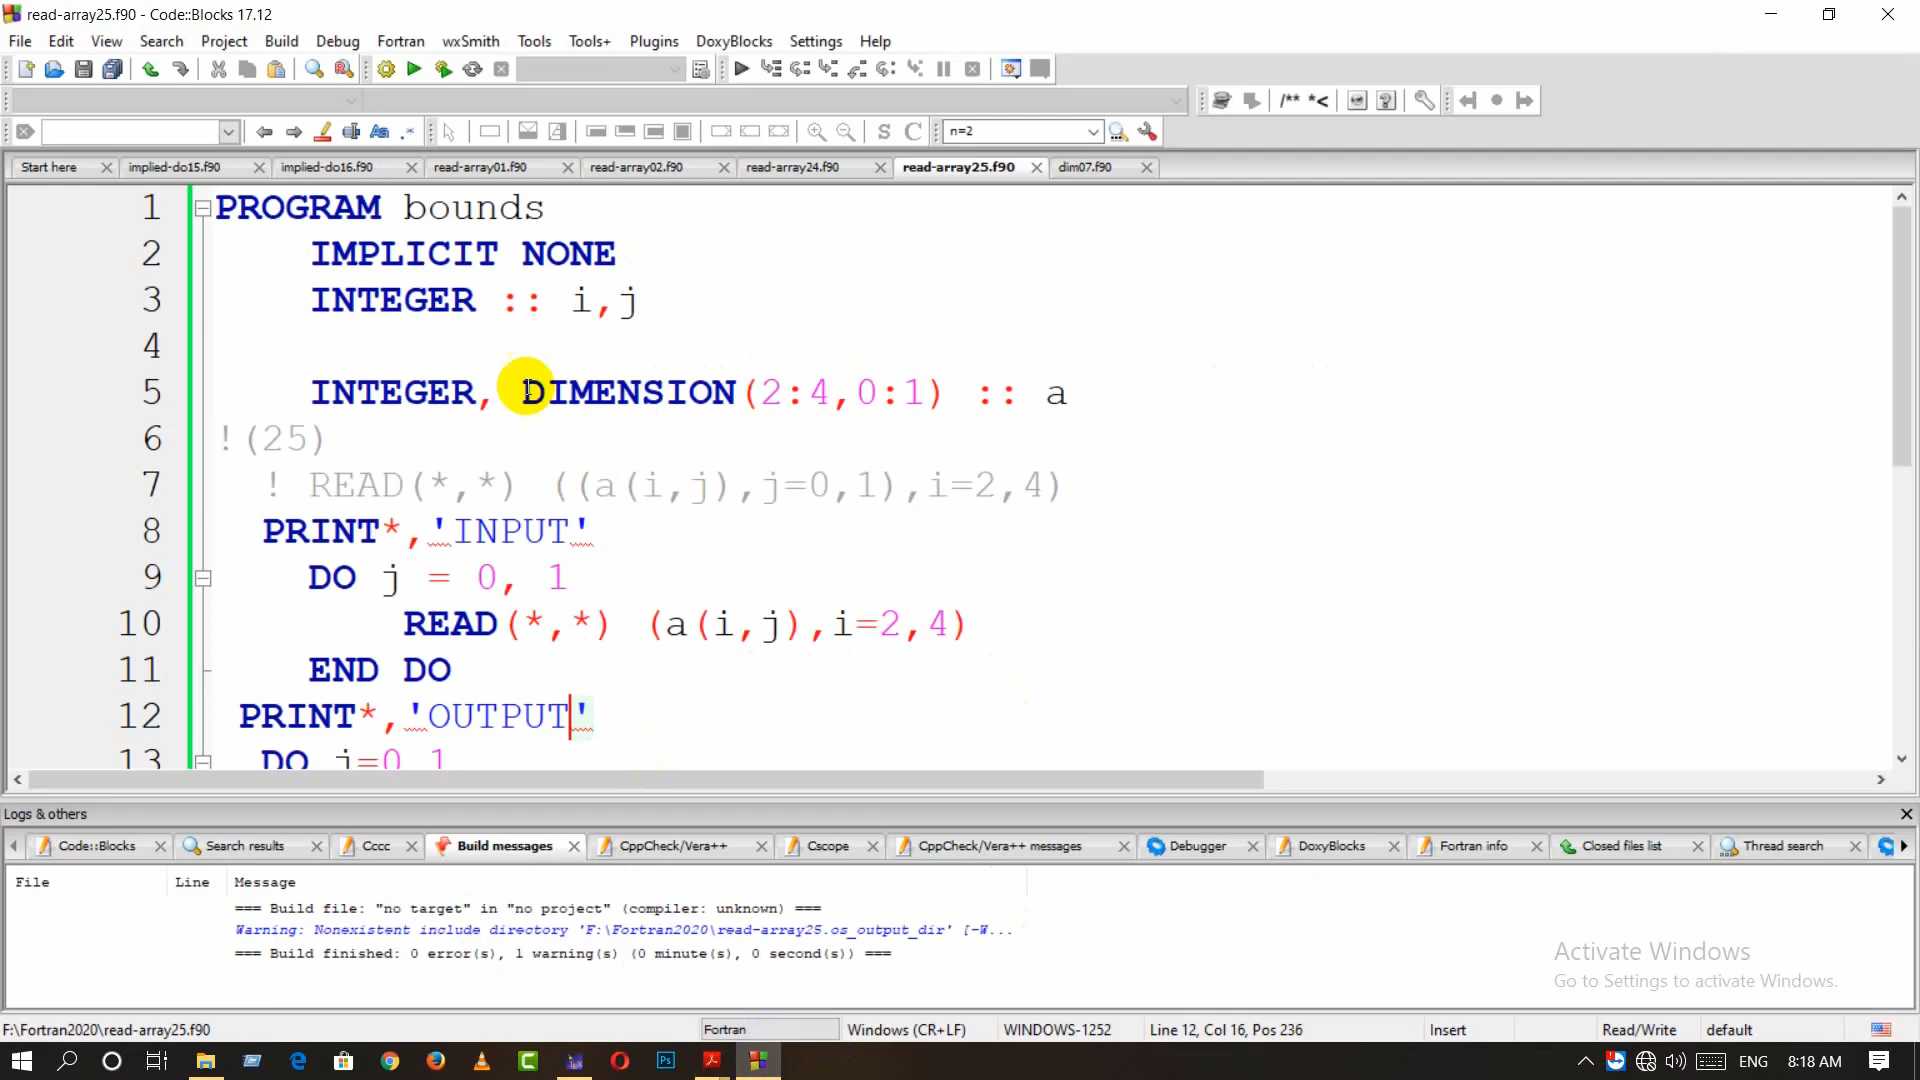 read-array25.f90 - Code::Blocks 17.12
File Edit View Search Project Build Debug Fortran wxSmith Tools Tools+ Plugins DoxyBlocks Settings Help
/** *<
.* S C n=2
Start here implied-do15.f90 implied-do16.f90 read-array01.f90 read-array02.f90 read-array24.f90 read-array25.f90 dim07.f90
1 PROGRAM bounds
2 IMPLICIT NONE
3 INTEGER :: i,j
4
5 INTEGER, DIMENSION(2:4,0:1) :: a
6 !(25)
7 ! READ(*,*) ((a(i,j),j=0,1),i=2,4)
8 PRINT*,'INPUT'
9 DO j = 0, 1
10 READ(*,*) (a(i,j),i=2,4)
11 END DO
12 PRINT*,'OUTPUT'
13 DO j=0,1
Logs & others
Code::Blocks Search results Cccc Build messages CppCheck/Vera++ Cscope CppCheck/Vera++ messages Debugger DoxyBlocks Fortran info Closed files list Thread search
File Line Message
=== Build file: "no target" in "no project" (compiler: unknown) ===
Warning: Nonexistent include directory 'F:\Fortran2020\read-array25.os_output_dir' [-W...
=== Build finished: 0 error(s), 1 warning(s) (0 minute(s), 0 second(s)) ===
Activate Windows
Go to Settings to activate Windows.
F:\Fortran2020\read-array25.f90 Fortran Windows (CR+LF) WINDOWS-1252 Line 12, Col 16, Pos 236 Insert Read/Write default
ENG 8:18 AM